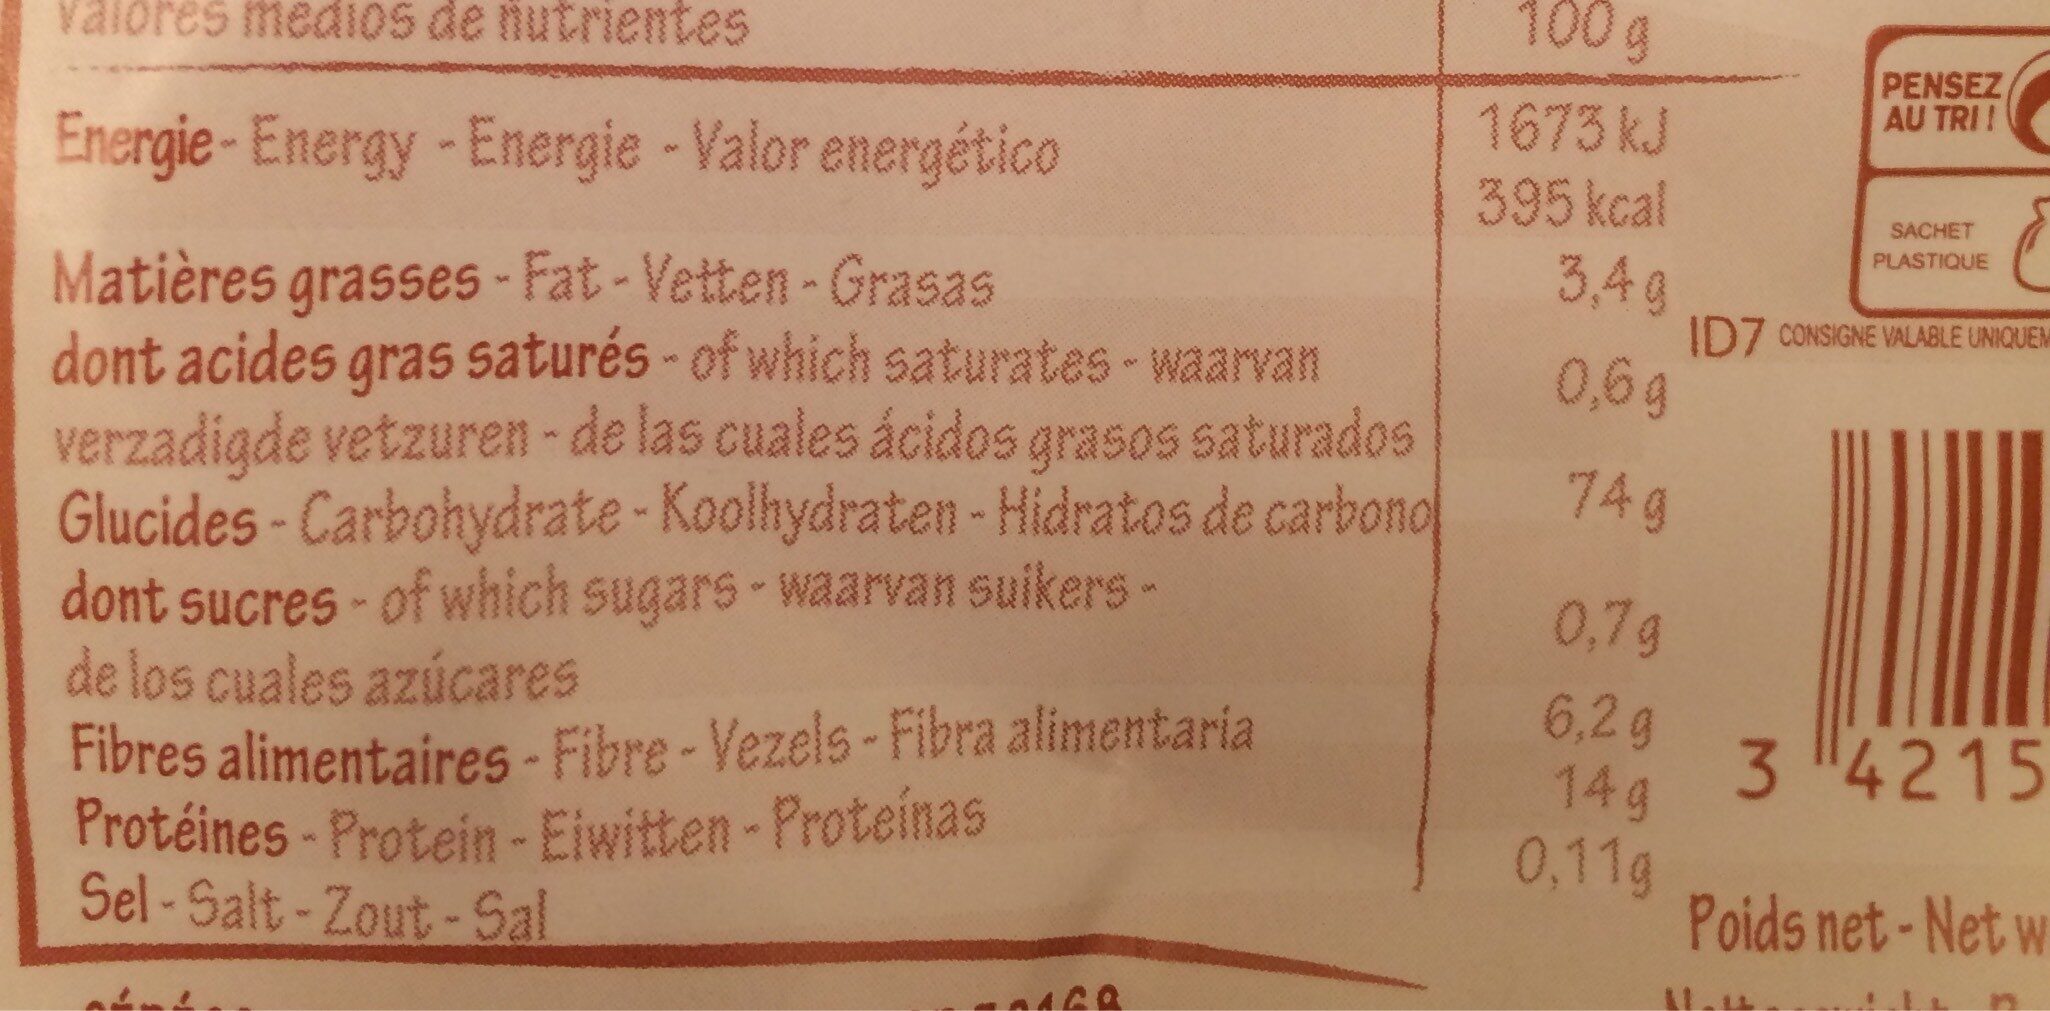 valores medios de nutrientes 100 g
Energie - Energy - Energie - Valor energético 1673 kJ
395 kcal
Matières grasses - Fat - Vetten - Grasas 3,4 g
dont acides gras saturés - of which saturates - waarvan 0,6 g
verzadigde vetzuren - de las cuales ácidos grasos saturados
Glucides - Carbohydrate - Koolhydraten - Hidratos de carbono 74 g
dont sucres - of which sugars - waarvan suikers - 0,7 g
de los cuales azúcares
Fibres alimentaires - Fibre - Vezels - Fibra alimentaria 6,2 g
Protéines - Protein - Eiwitten - Proteínas 14 g
Sel - Salt - Zout - Sal 0,11g
PENSEZ
AU TRI !
SACHET
PLASTIQUE
ID7 CONSIGNE VALABLE
3 4215
Poids net - Net w